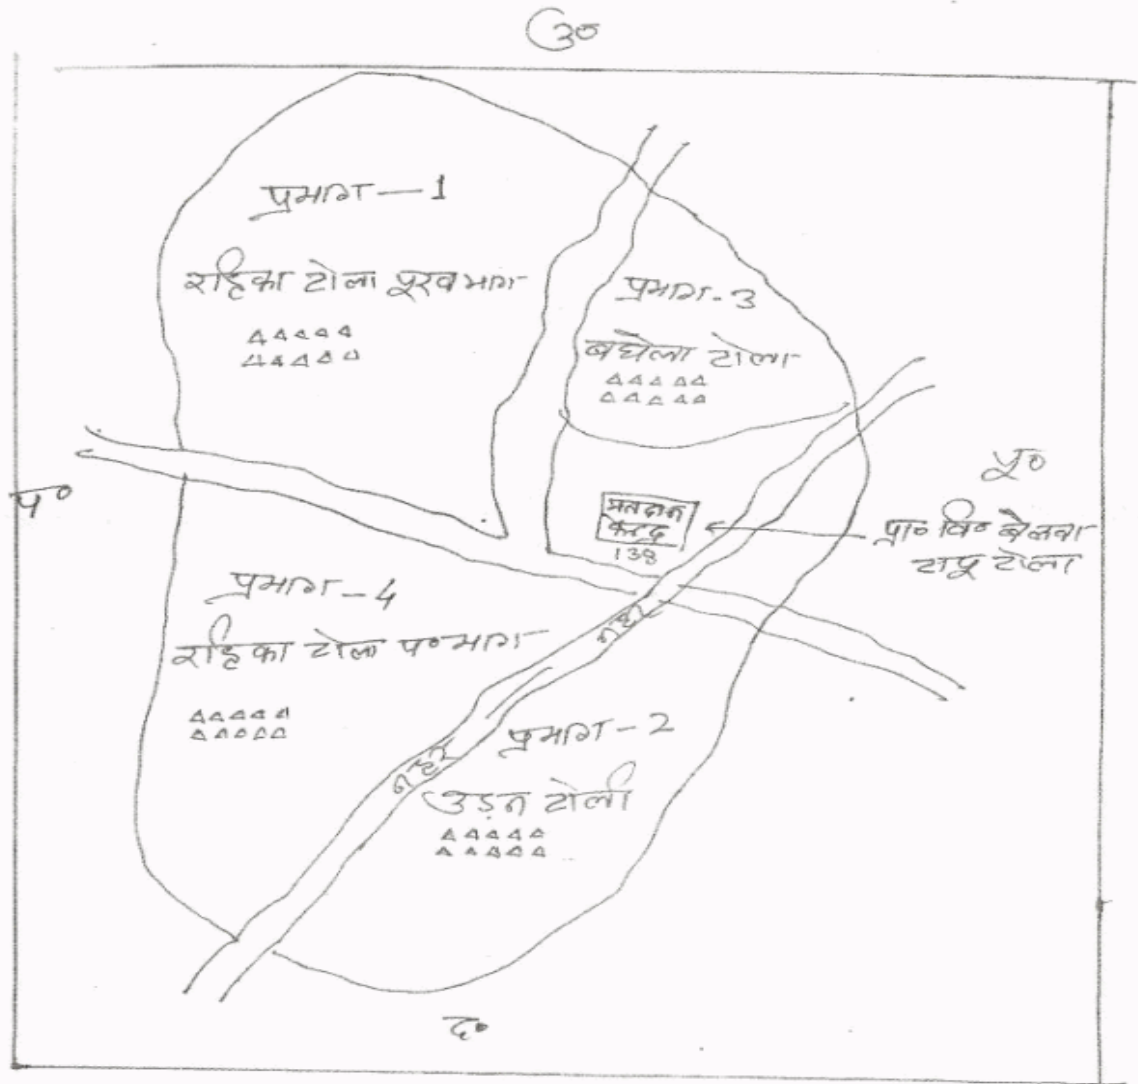 उ०
प्रभाग-1
रहिका टोला पूरब भाग
प्रभाग-3
बघेला टोला
पू०
प०
मतदान
केन्द्र
138
प्रा० वि० बेलवा
टापू टोला
प्रभाग-4
रहिका टोला प० भाग
नहर
प्रभाग-2
नहर
उड़न टोली
द०